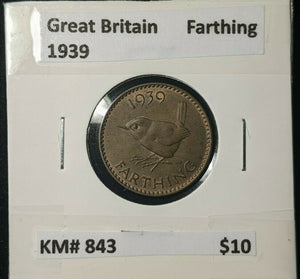 Great Britain Farthing
1939
1939
FARTHING
KM# 843 $10